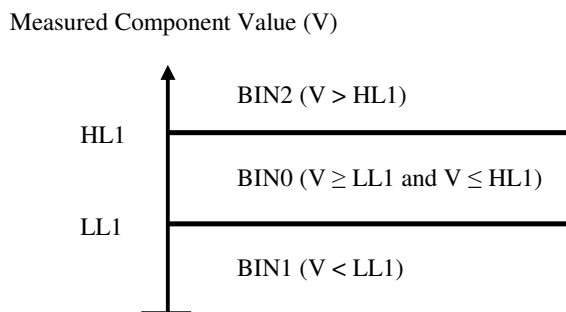 Measured Component Value (V)
BIN2 (V > HL1)
HL1
BIN0 (V ≥ LL1 and V ≤ HL1)
LL1
BIN1 (V < LL1)